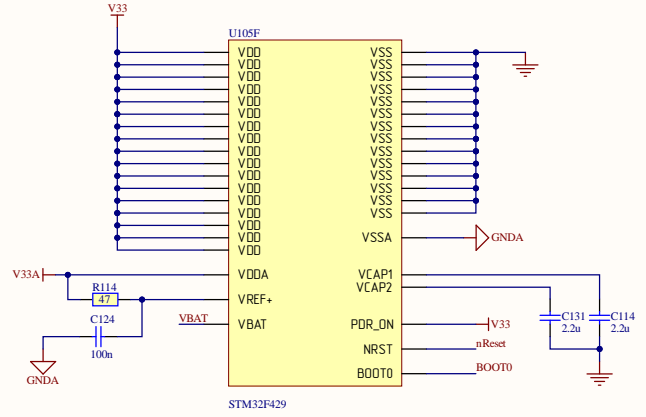 V33
U105F
VDD VSS
VDD VSS
VDD VSS
VDD VSS
VDD VSS
VDD VSS
VDD VSS
VDD VSS
VDD VSS
VDD VSS
VDD VSS
VDD VSS
VDD VSS
VDD VSS
VDD
VDD VSSA GNDA
VDD
V33A VDDA VCAP1
R114 VCAP2
47 VREF+
C131 C114
2.2u 2.2u
C124
100n
VBAT VBAT PDR_ON V33
NRST nReset
BOOT0 BOOT0
GNDA
STM32F429